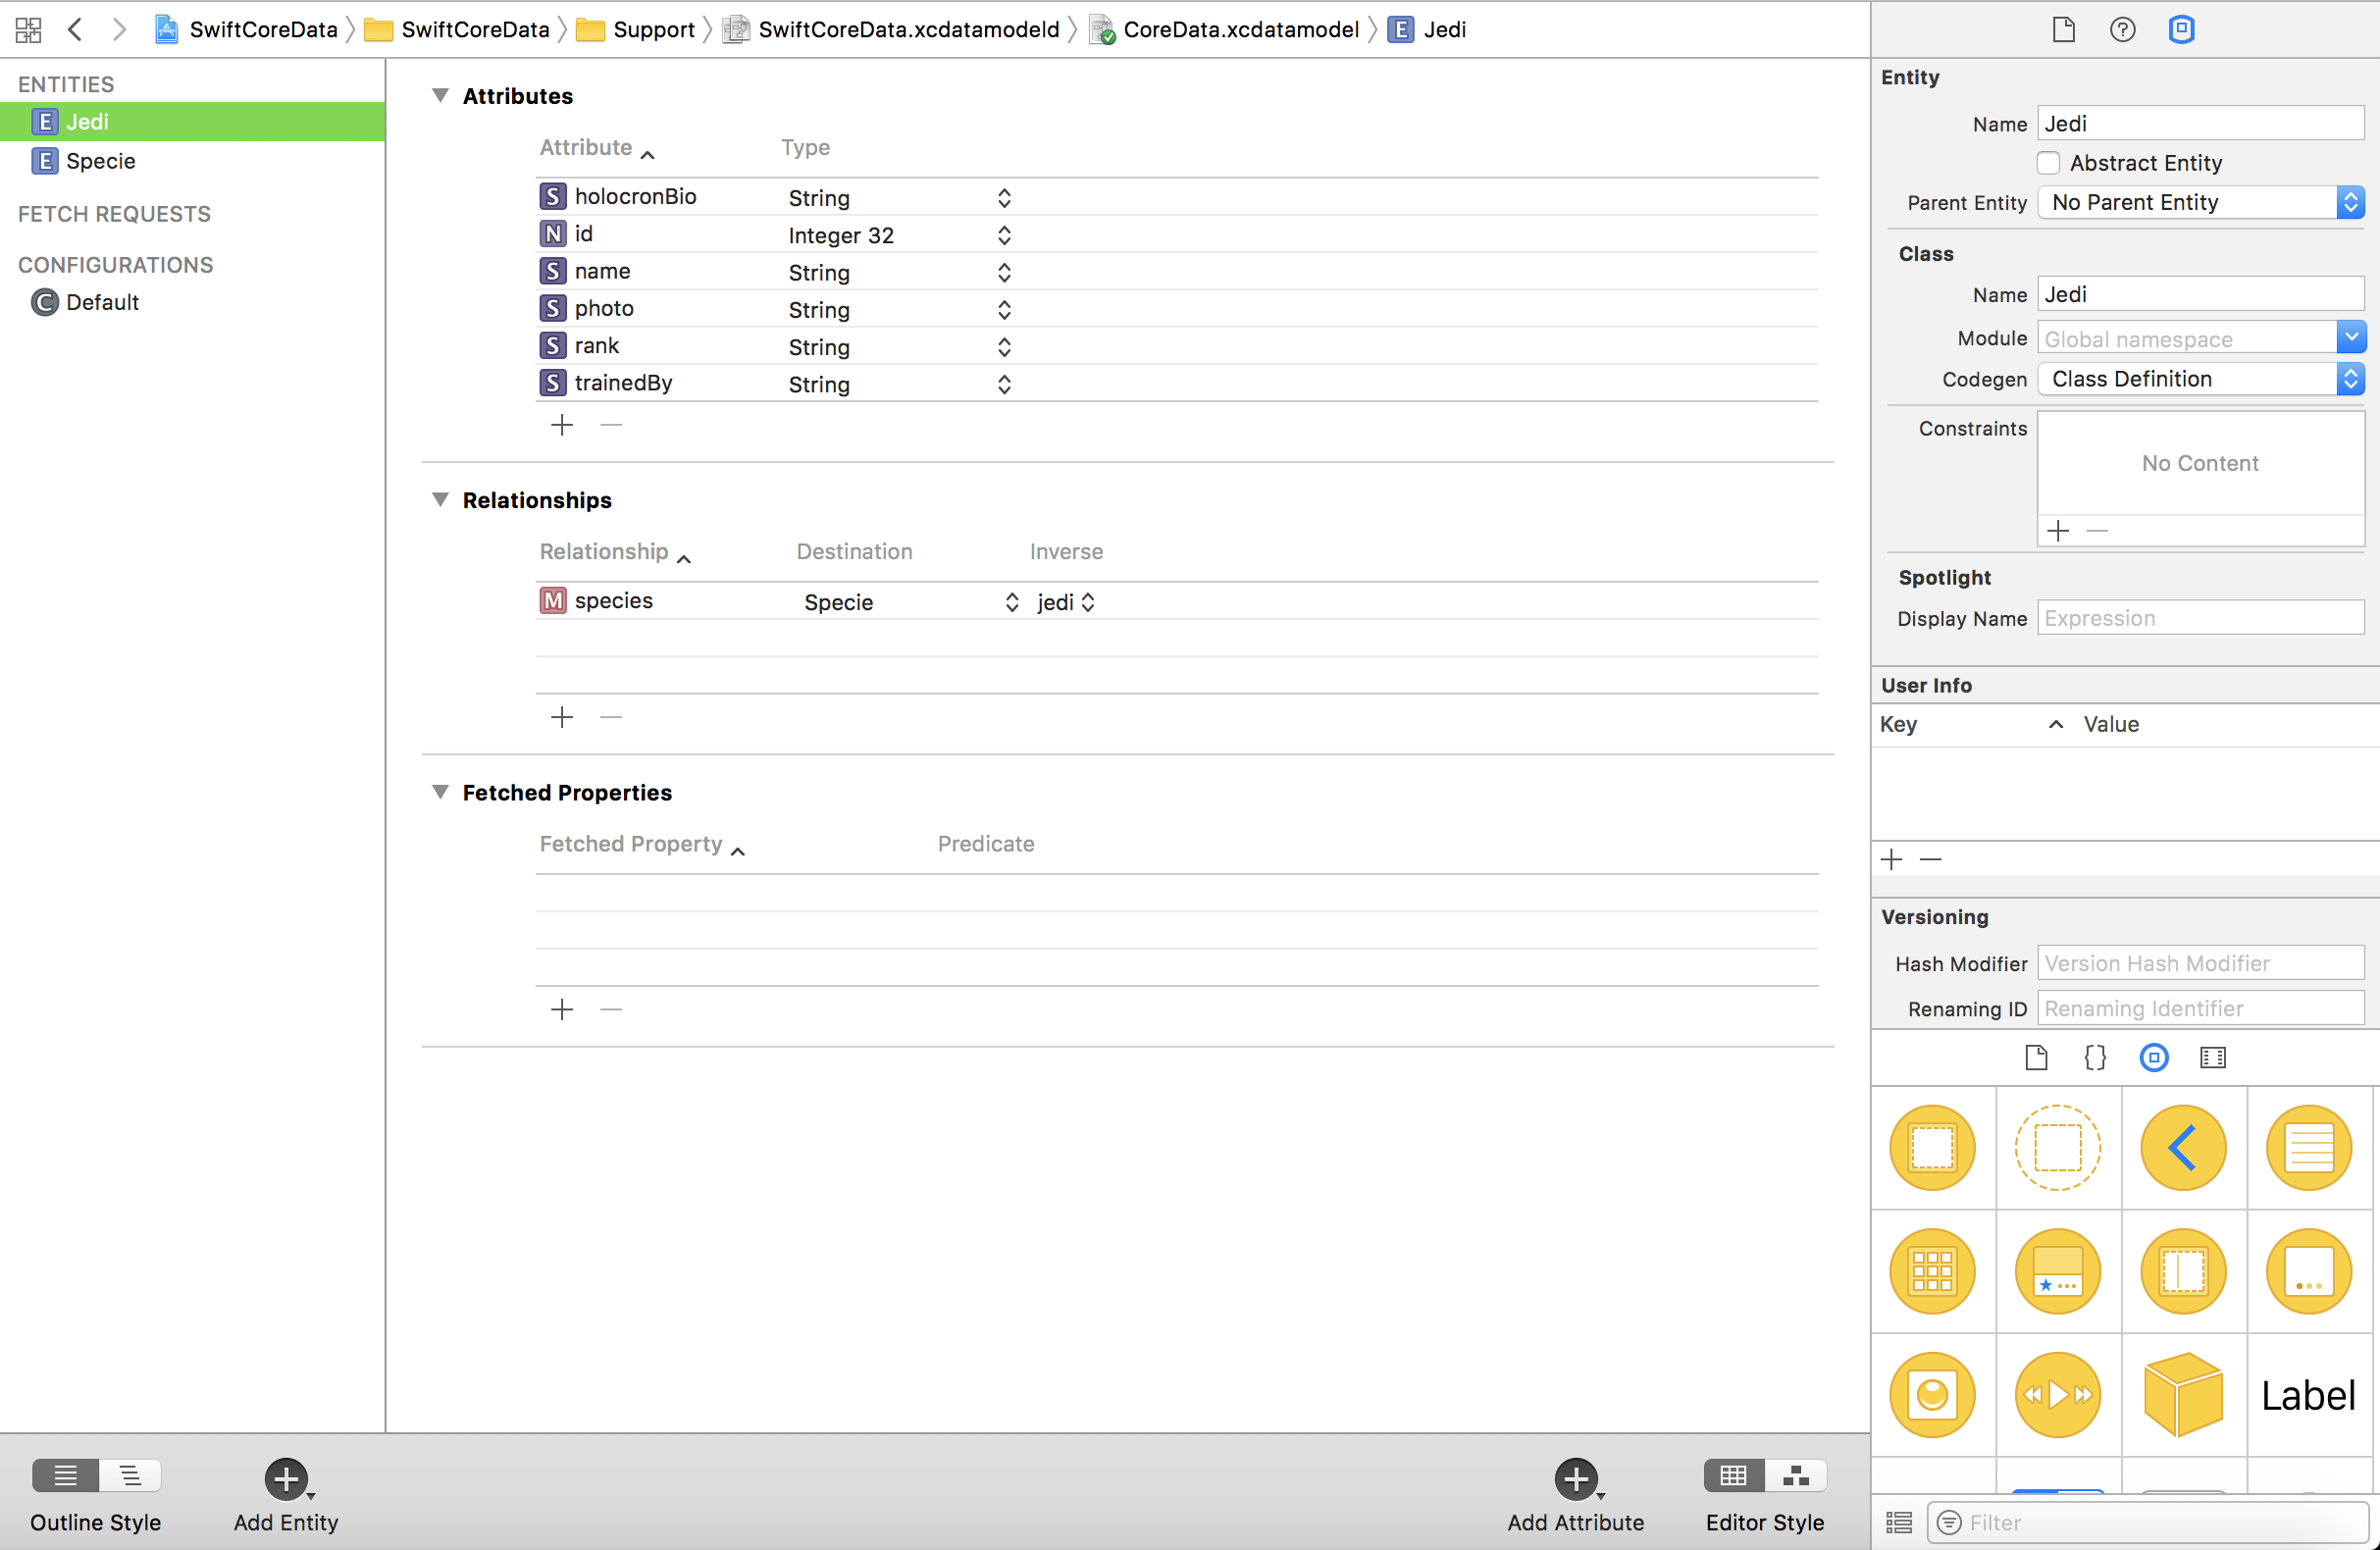 SwiftCoreData SwiftCoreData Support SwiftCoreData.xcdatamodeld CoreData.xcdatamodel E Jedi
ENTITIES
E Jedi
E Specie
FETCH REQUESTS
CONFIGURATIONS
C Default
Attributes
Attribute Type
S holocronBio String
N id Integer 32
S name String
S photo String
S rank String
S trainedBy String
Relationships
Relationship Destination Inverse
M species Specie jedi
Fetched Properties
Fetched Property Predicate
Outline Style
Add Entity
Add Attribute
Editor Style
Entity
Name Jedi
Abstract Entity
Parent Entity No Parent Entity
Class
Name Jedi
Module Global namespace
Codegen Class Definition
Constraints No Content
Spotlight
Display Name Expression
User Info
Key Value
Versioning
Hash Modifier Version Hash Modifier
Renaming ID Renaming Identifier
Label
Filter